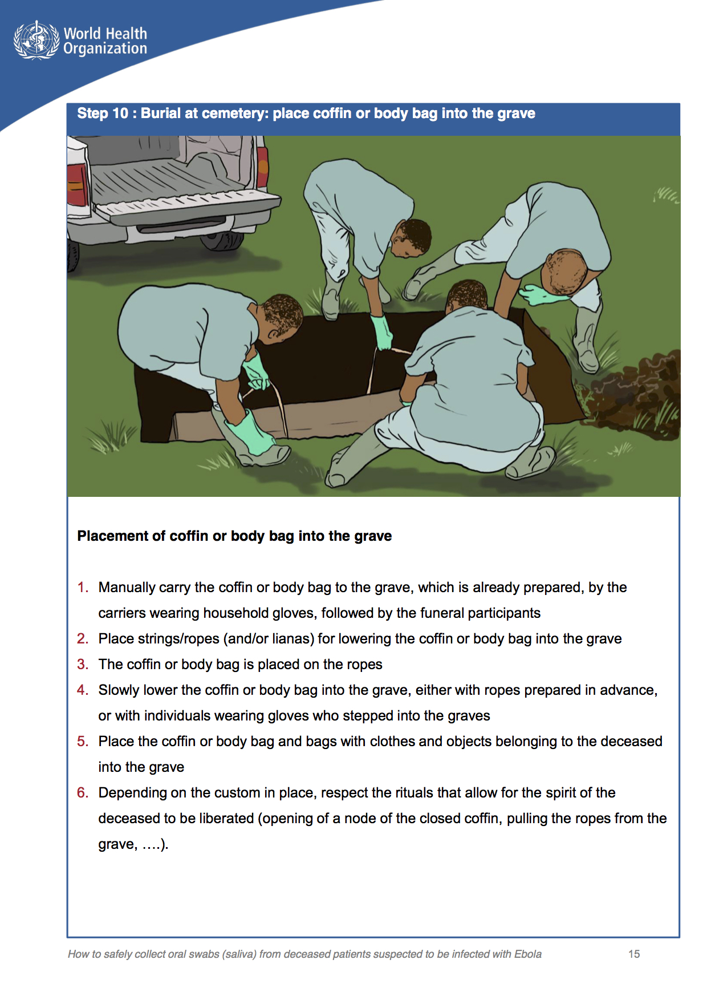 World Health
Organization
Step 10 : Burial at cemetery: place coffin or body bag into the grave
Placement of coffin or body bag into the grave
1. Manually carry the coffin or body bag to the grave, which is already prepared, by the
carriers wearing household gloves, followed by the funeral participants
2. Place strings/ropes (and/or lianas) for lowering the coffin or body bag into the grave
3. The coffin or body bag is placed on the ropes
4. Slowly lower the coffin or body bag into the grave, either with ropes prepared in advance,
or with individuals wearing gloves who stepped into the graves
5. Place the coffin or body bag and bags with clothes and objects belonging to the deceased
into the grave
6. Depending on the custom in place, respect the rituals that allow for the spirit of the
deceased to be liberated (opening of a node of the closed coffin, pulling the ropes from the
grave, ….).
How to safely collect oral swabs (saliva) from deceased patients suspected to be infected with Ebola 15